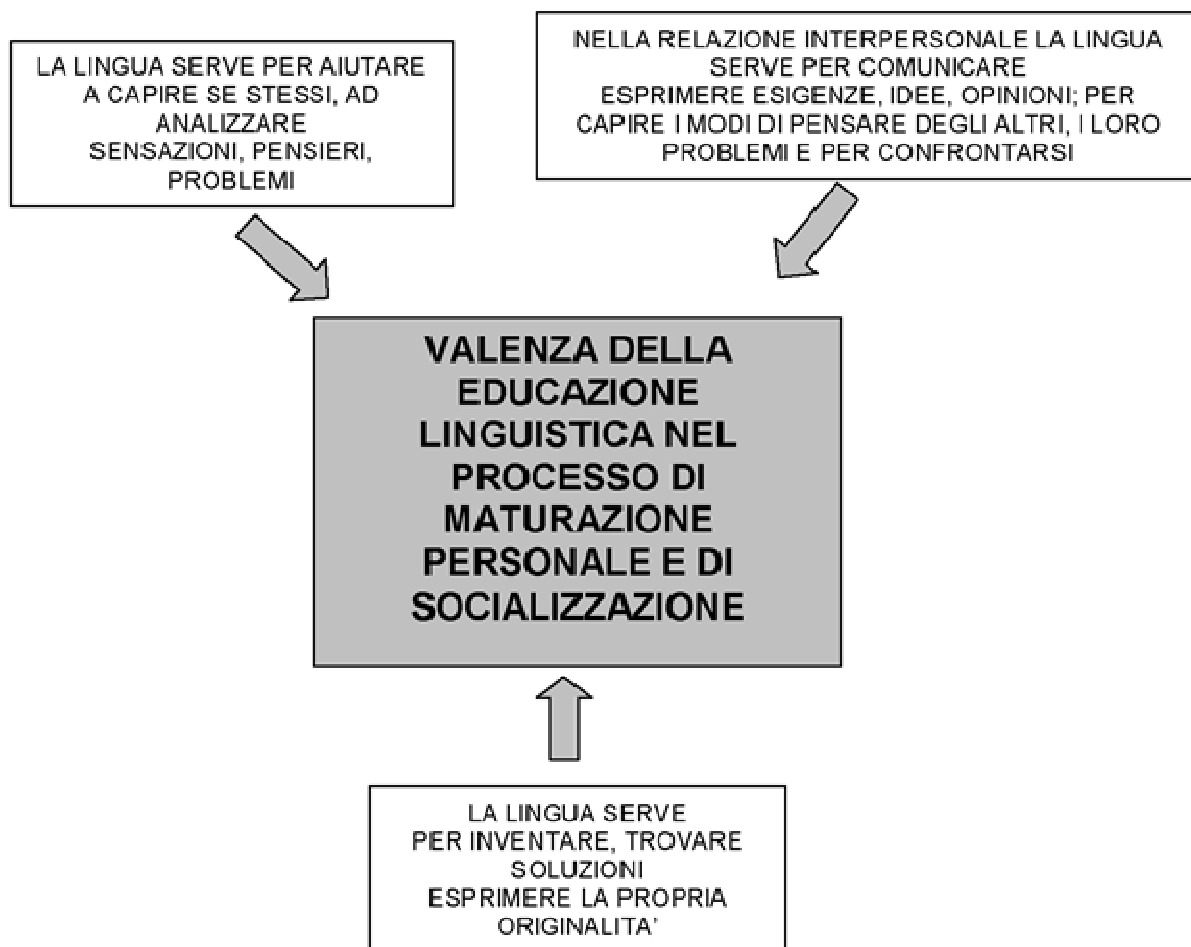 LA LINGUA SERVE PER AIUTARE
A CAPIRE SE STESSI, AD
ANALIZZARE
SENSAZIONI, PENSIERI,
PROBLEMI
NELLA RELAZIONE INTERPERSONALE LA LINGUA
SERVE PER COMUNICARE
ESPRIMERE ESIGENZE, IDEE, OPINIONI; PER
CAPIRE I MODI DI PENSARE DEGLI ALTRI, I LORO
PROBLEMI E PER CONFRONTARSI
VALENZA DELLA
EDUCAZIONE
LINGUISTICA NEL
PROCESSO DI
MATURAZIONE
PERSONALE E DI
SOCIALIZZAZIONE
LA LINGUA SERVE
PER INVENTARE, TROVARE
SOLUZIONI
ESPRIMERE LA PROPRIA
ORIGINALITA'